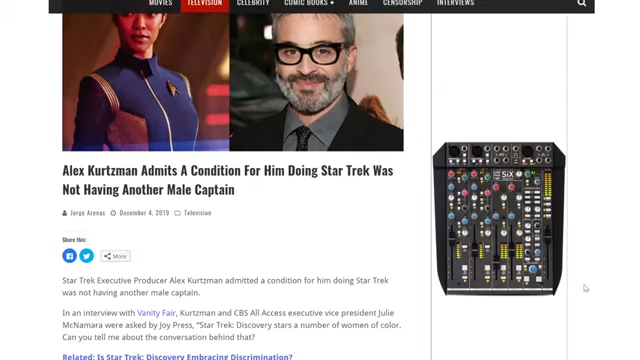 MOVIES TELEVISION CELEBRITY COMIC BOOKS + ANIME CENSORSHIP INTERVIEWS
SiX
Alex Kurtzman Admits A Condition For Him Doing Star Trek Was
Not Having Another Male Captain
Jorge Arenas December 4, 2019 Television
Share this:
More
Star Trek Executive Producer Alex Kurtzman admitted a condition for him doing Star Trek
was not having another male captain.
In an interview with Vanity Fair, Kurtzman and CBS All Access executive vice president Julie
McNamara were asked by Joy Press, “Star Trek: Discovery stars a number of women of color.
Can you tell me about the conversation behind that?
Related: Is Star Trek: Discovery Embracing Discrimination?